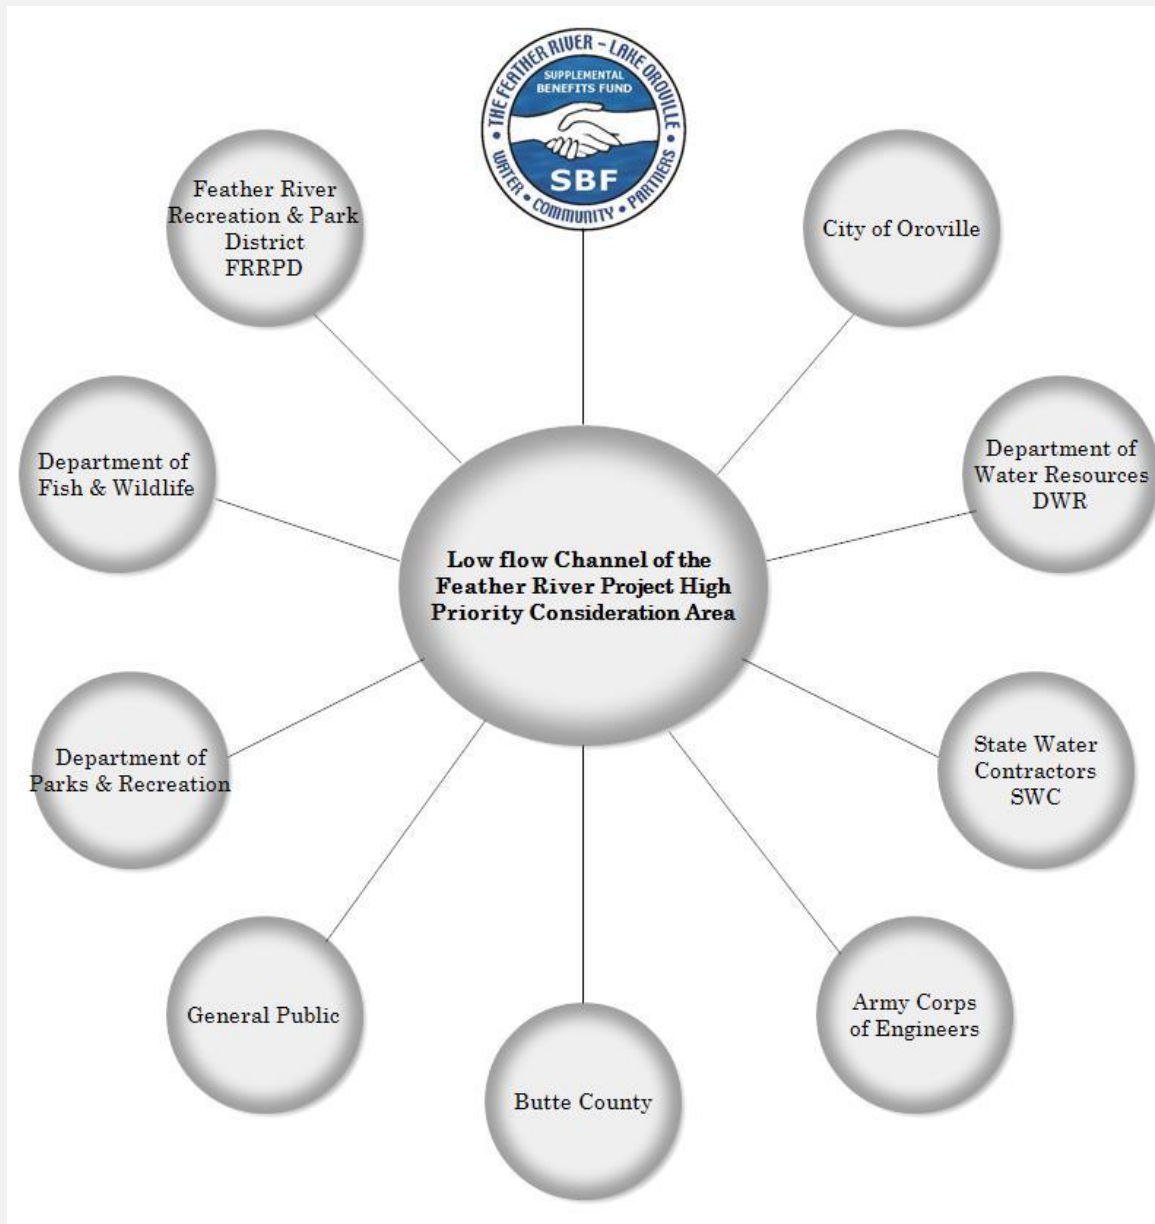 • THE FEATHER RIVER – LAKE OROVILLE •
SUPPLEMENTAL
BENEFITS FUND
SBF
WATER • COMMUNITY • PARTNERS
Feather River
Recreation & Park
District
FRRPD
City of Oroville
Department of
Fish & Wildlife
Department of
Water Resources
DWR
Low flow Channel of the
Feather River Project High
Priority Consideration Area
Department of
Parks & Recreation
State Water
Contractors
SWC
General Public
Army Corps
of Engineers
Butte County